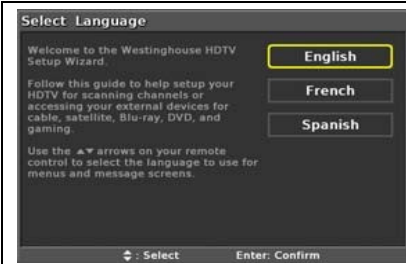 Select Language
Welcome to the Westinghouse HDTV
Setup Wizard.
English
Follow this guide to help setup your
HDTV for scanning channels or
accessing your external devices for
cable, satellite, Blu-ray, DVD, and
gaming.
French
Spanish
Use the ▲▼ arrows on your remote
control to select the language to use for
menus and message screens.
: Select
Enter: Confirm